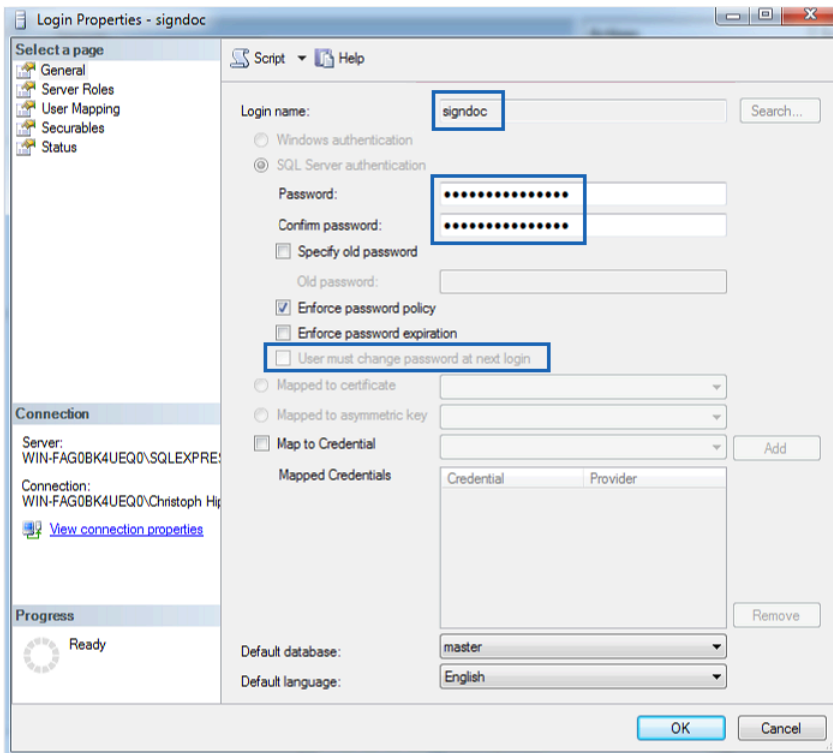 Login Properties - signdoc
Select a page
General
Server Roles
User Mapping
Securables
Status
Script Help
Login name: signdoc Search...
Windows authentication
SQL Server authentication
Password: •••••••••••••••
Confirm password: •••••••••••••••
Specify old password
Old password:
Enforce password policy
Enforce password expiration
User must change password at next login
Mapped to certificate
Mapped to asymmetric key
Map to Credential Add
Mapped Credentials Credential Provider
Remove
Default database: master
Default language: English
Connection
Server:
WIN-FAG0BK4UEQ0\SQLEXPRES
Connection:
WIN-FAG0BK4UEQ0\Christoph Hip
View connection properties
Progress
Ready
OK Cancel